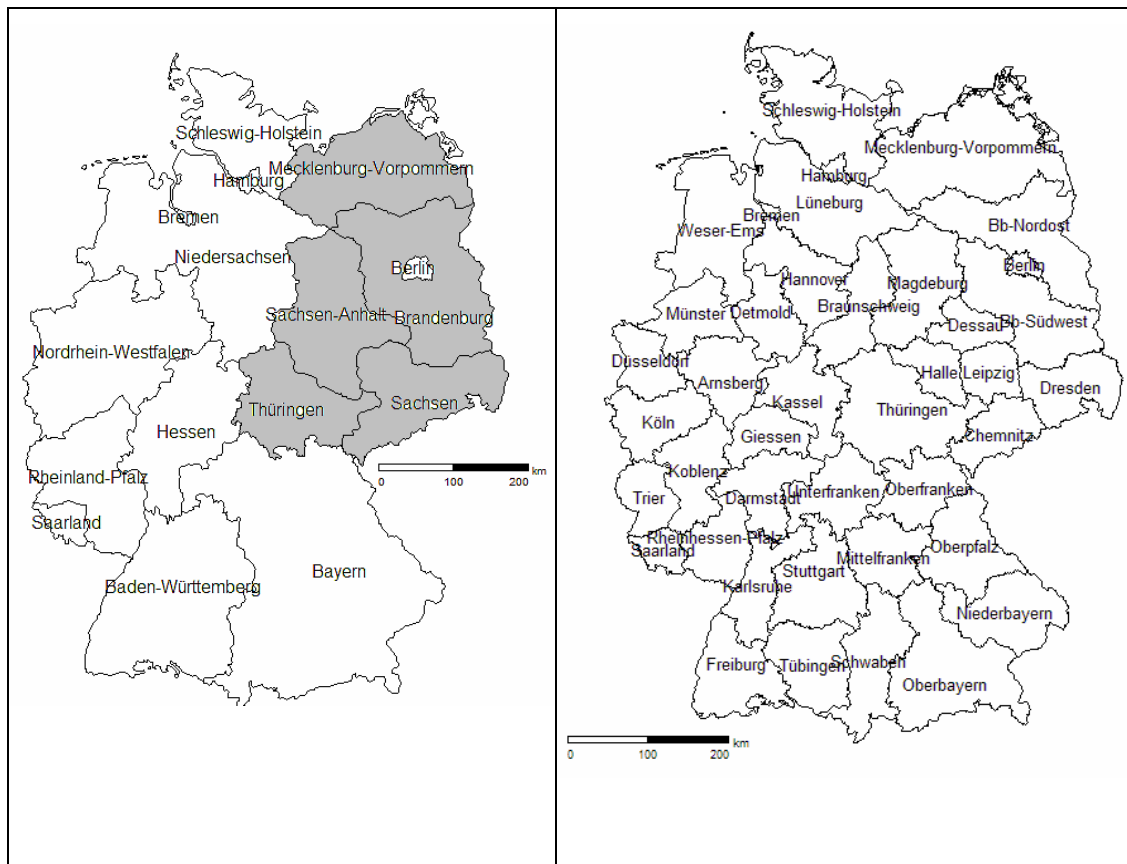 Schleswig-Holstein
Mecklenburg-Vorpommern
Hamburg
Bremen
Niedersachsen
Berlin
Sachsen-Anhalt
Brandenburg
Nordrhein-Westfalen
Thüringen
Sachsen
Hessen
Rheinland-Pfalz
Saarland
Bayern
Baden-Württemberg
km
0 100 200
Schleswig-Holstein
Mecklenburg-Vorpommern
Hamburg
Lüneburg
Bremen
Weser-Ems
Bb-Nordost
Berlin
Hannover
Magdeburg
Braunschweig
Münster
Detmold
Dessau
Bb-Südwest
Düsseldorf
Arnsberg
Halle
Leipzig
Dresden
Kassel
Thüringen
Köln
Giessen
Chemnitz
Koblenz
Trier
Darmstadt
Unterfranken
Oberfranken
Rheinhessen-Pfalz
Saarland
Mittelfranken
Oberpfalz
Stuttgart
Karlsruhe
Niederbayern
Freiburg
Tübingen
Schwaben
Oberbayern
km
0 100 200